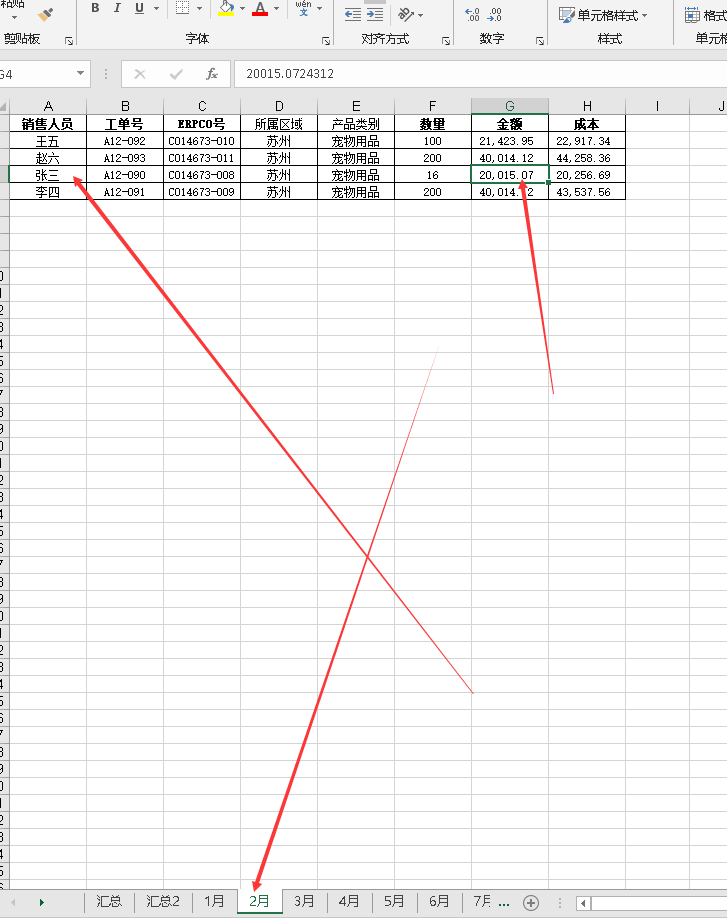 粘贴
B I U A wén 文
单元格样式 格式
剪贴板 字体 对齐方式 数字 样式 单元格
G4 fx 20015.0724312
A B C D E F G H I J
销售人员 工单号 ERPCO号 所属区域 产品类别 数量 金额 成本
王五 A12-092 C014673-010 苏州 宠物用品 100 21,423.95 22,917.34
赵六 A12-093 C014673-011 苏州 宠物用品 200 40,014.12 44,258.36
张三 A12-090 C014673-008 苏州 宠物用品 16 20,015.07 20,256.69
李四 A12-091 C014673-009 苏州 宠物用品 200 40,014.12 43,537.56
汇总 汇总2 1月 2月 3月 4月 5月 6月 7月 ...